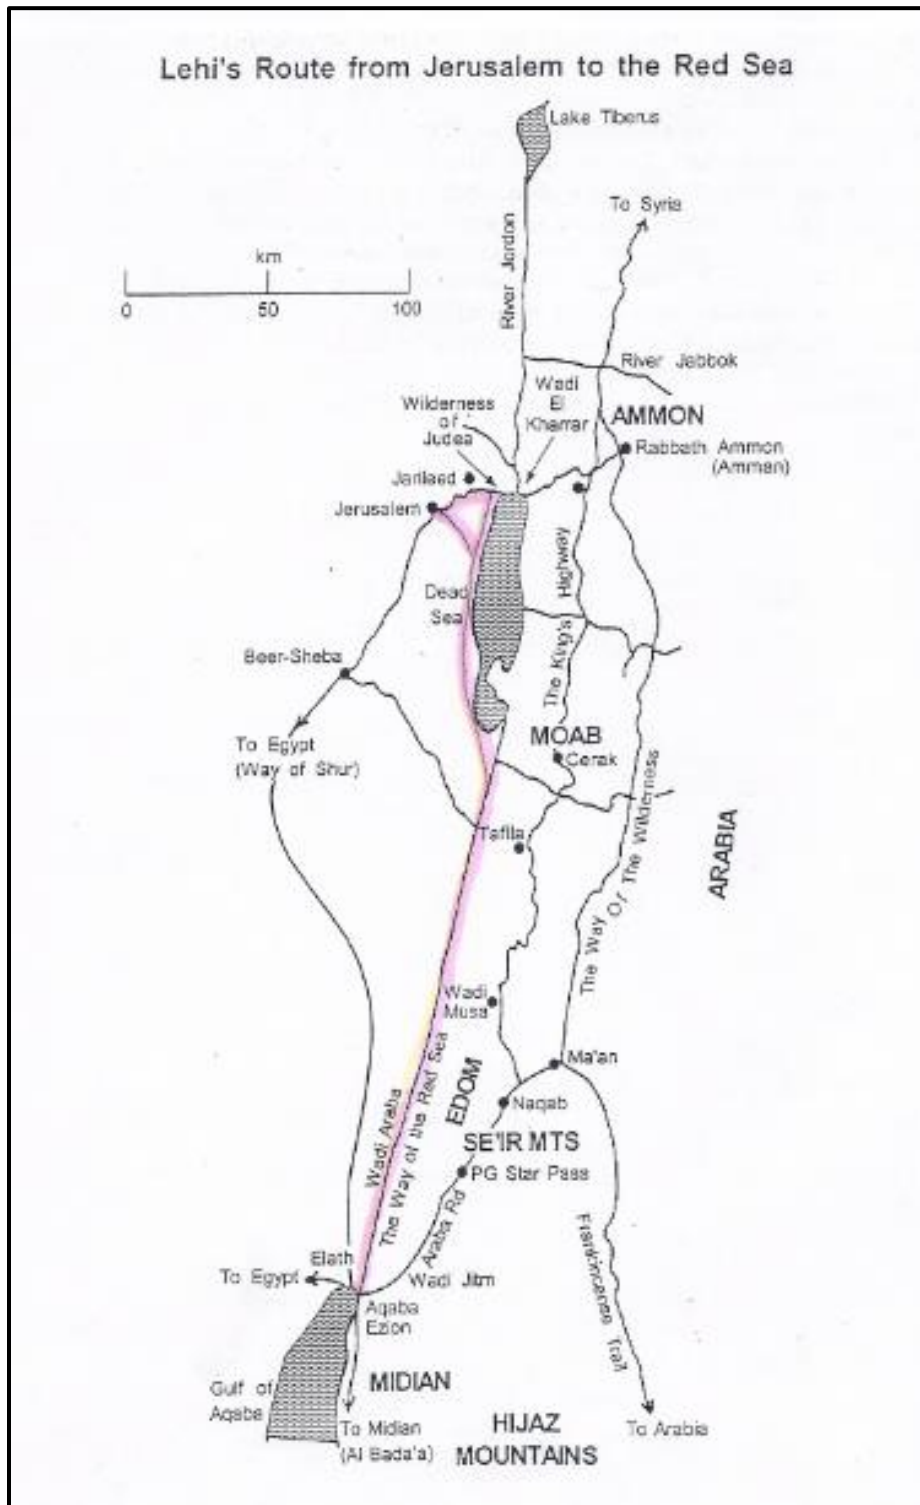 Lehi's Route from Jerusalem to the Red Sea
Lake Tiberus
To Syria
km
0 50 100
River Jordon
River Jabbok
Wadi
El
Kharrar
Wilderness
of
Judea
AMMON
Rabbath Ammon
(Amman)
Jerusalem
Dead
Sea
The King's Highway
Beer-Sheba
To Egypt
(Way of Shur)
MOAB
Cerak
Tafila
The Way Of The Wilderness
ARABIA
Wadi
Musa
Ma'an
EDOM
Naqab
Wadi Araba
The Way of the Red Sea
SE'IR MTS
PG Star Pass
Araba Rd
Frankincense Trail
Elath
To Egypt
Wadi Jitm
Aqaba
Ezion
Gulf of
Aqaba
MIDIAN
To Midian
(Al Bada'a)
HIJAZ
MOUNTAINS
To Arabia